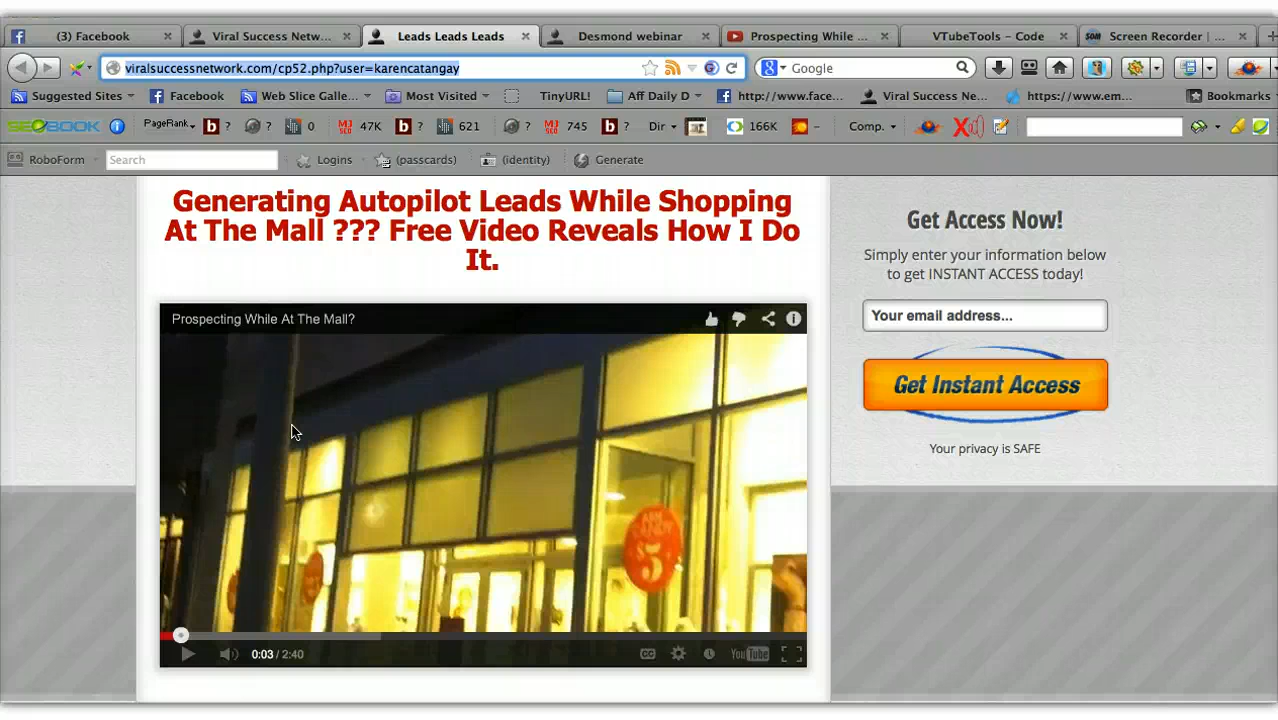 (3) Facebook
Viral Success Netw...
Leads Leads Leads
Desmond webinar
Prospecting While ...
VTubeTools - Code
Screen Recorder | ...
viralsuccessnetwork.com/cp52.php?user=karencatangay
Google
Suggested Sites
Facebook
Web Slice Galle...
Most Visited
TinyURL!
Aff Daily D
http://www.face...
Viral Success Ne...
https://www.em...
Bookmarks
SEOBOOK
PageRank
?
?
0
47K
?
621
?
745
?
Dir
166K
–
Comp.
RoboForm
Search
Logins
(passcards)
(identity)
Generate
Generating Autopilot Leads While Shopping
At The Mall ??? Free Video Reveals How I Do
It.
Prospecting While At The Mall?
$5
0:03 / 2:40
CC
YouTube
Get Access Now!
Simply enter your information below
to get INSTANT ACCESS today!
Your email address...
Get Instant Access
Your privacy is SAFE